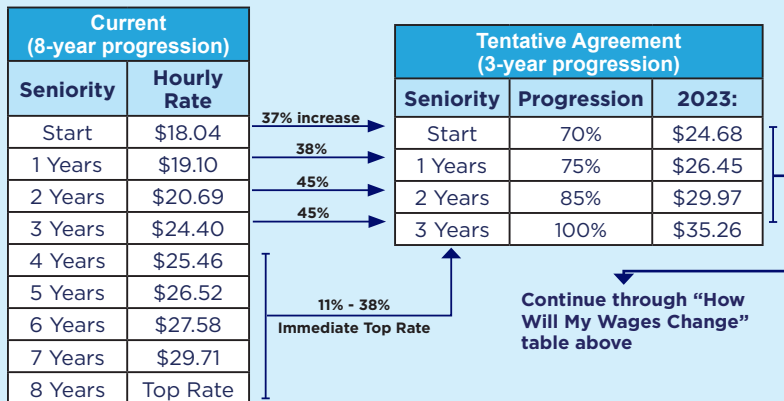 Current
(8-year progression)
Seniority Hourly
Rate
Start $18.04
1 Years $19.10
2 Years $20.69
3 Years $24.40
4 Years $25.46
5 Years $26.52
6 Years $27.58
7 Years $29.71
8 Years Top Rate
37% increase
38%
45%
45%
11% - 38%
Immediate Top Rate
Tentative Agreement
(3-year progression)
Seniority Progression 2023:
Start 70% $24.68
1 Years 75% $26.45
2 Years 85% $29.97
3 Years 100% $35.26
Continue through “How
Will My Wages Change”
table above